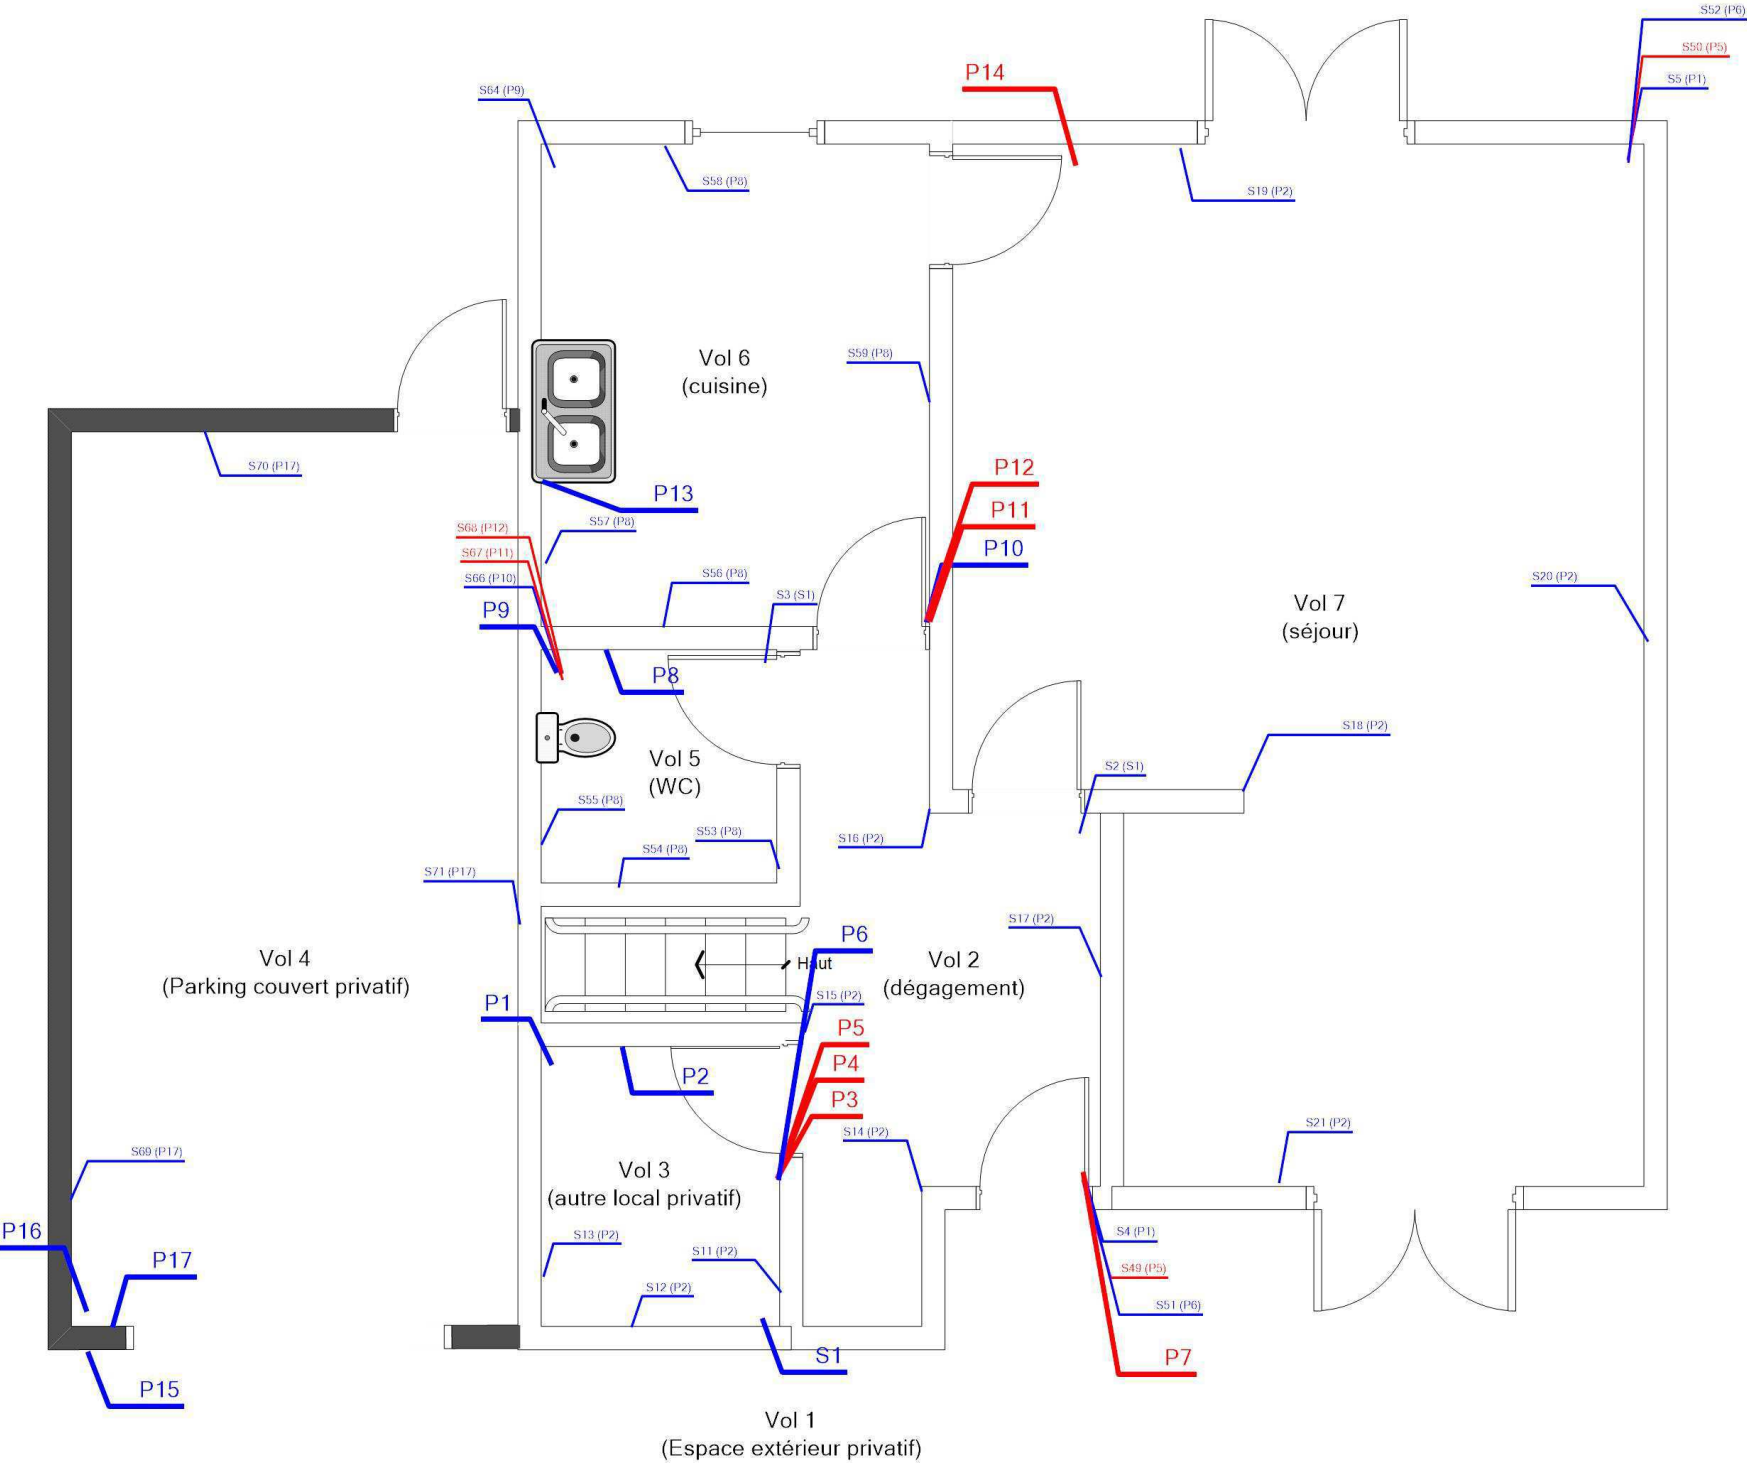 S52 (P6)
S50 (P5)
S5 (P1)
P14
S64 (P9)
S58 (P8)
S19 (P2)
Vol 6
(cuisine)
S59 (P8)
S70 (P17)
P12
P13
P11
S57 (P8)
S68 (P12)
P10
S67 (P11)
S56 (P8)
S66 (P10)
S3 (S1)
S20 (P2)
P9
Vol 7
(séjour)
P8
S18 (P2)
Vol 5
(WC)
S2 (S1)
S55 (P8)
S53 (P8)
S16 (P2)
S54 (P8)
S71 (P17)
S17 (P2)
P6
Vol 4
(Parking couvert privatif)
Haut
Vol 2
(dégagement)
P1
S15 (P2)
P5
P4
P2
P3
S14 (P2)
S21 (P2)
S69 (P17)
Vol 3
(autre local privatif)
P16
S13 (P2)
S4 (P1)
S11 (P2)
P17
S49 (P5)
S12 (P2)
S51 (P6)
S1
P7
P15
Vol 1
(Espace extérieur privatif)